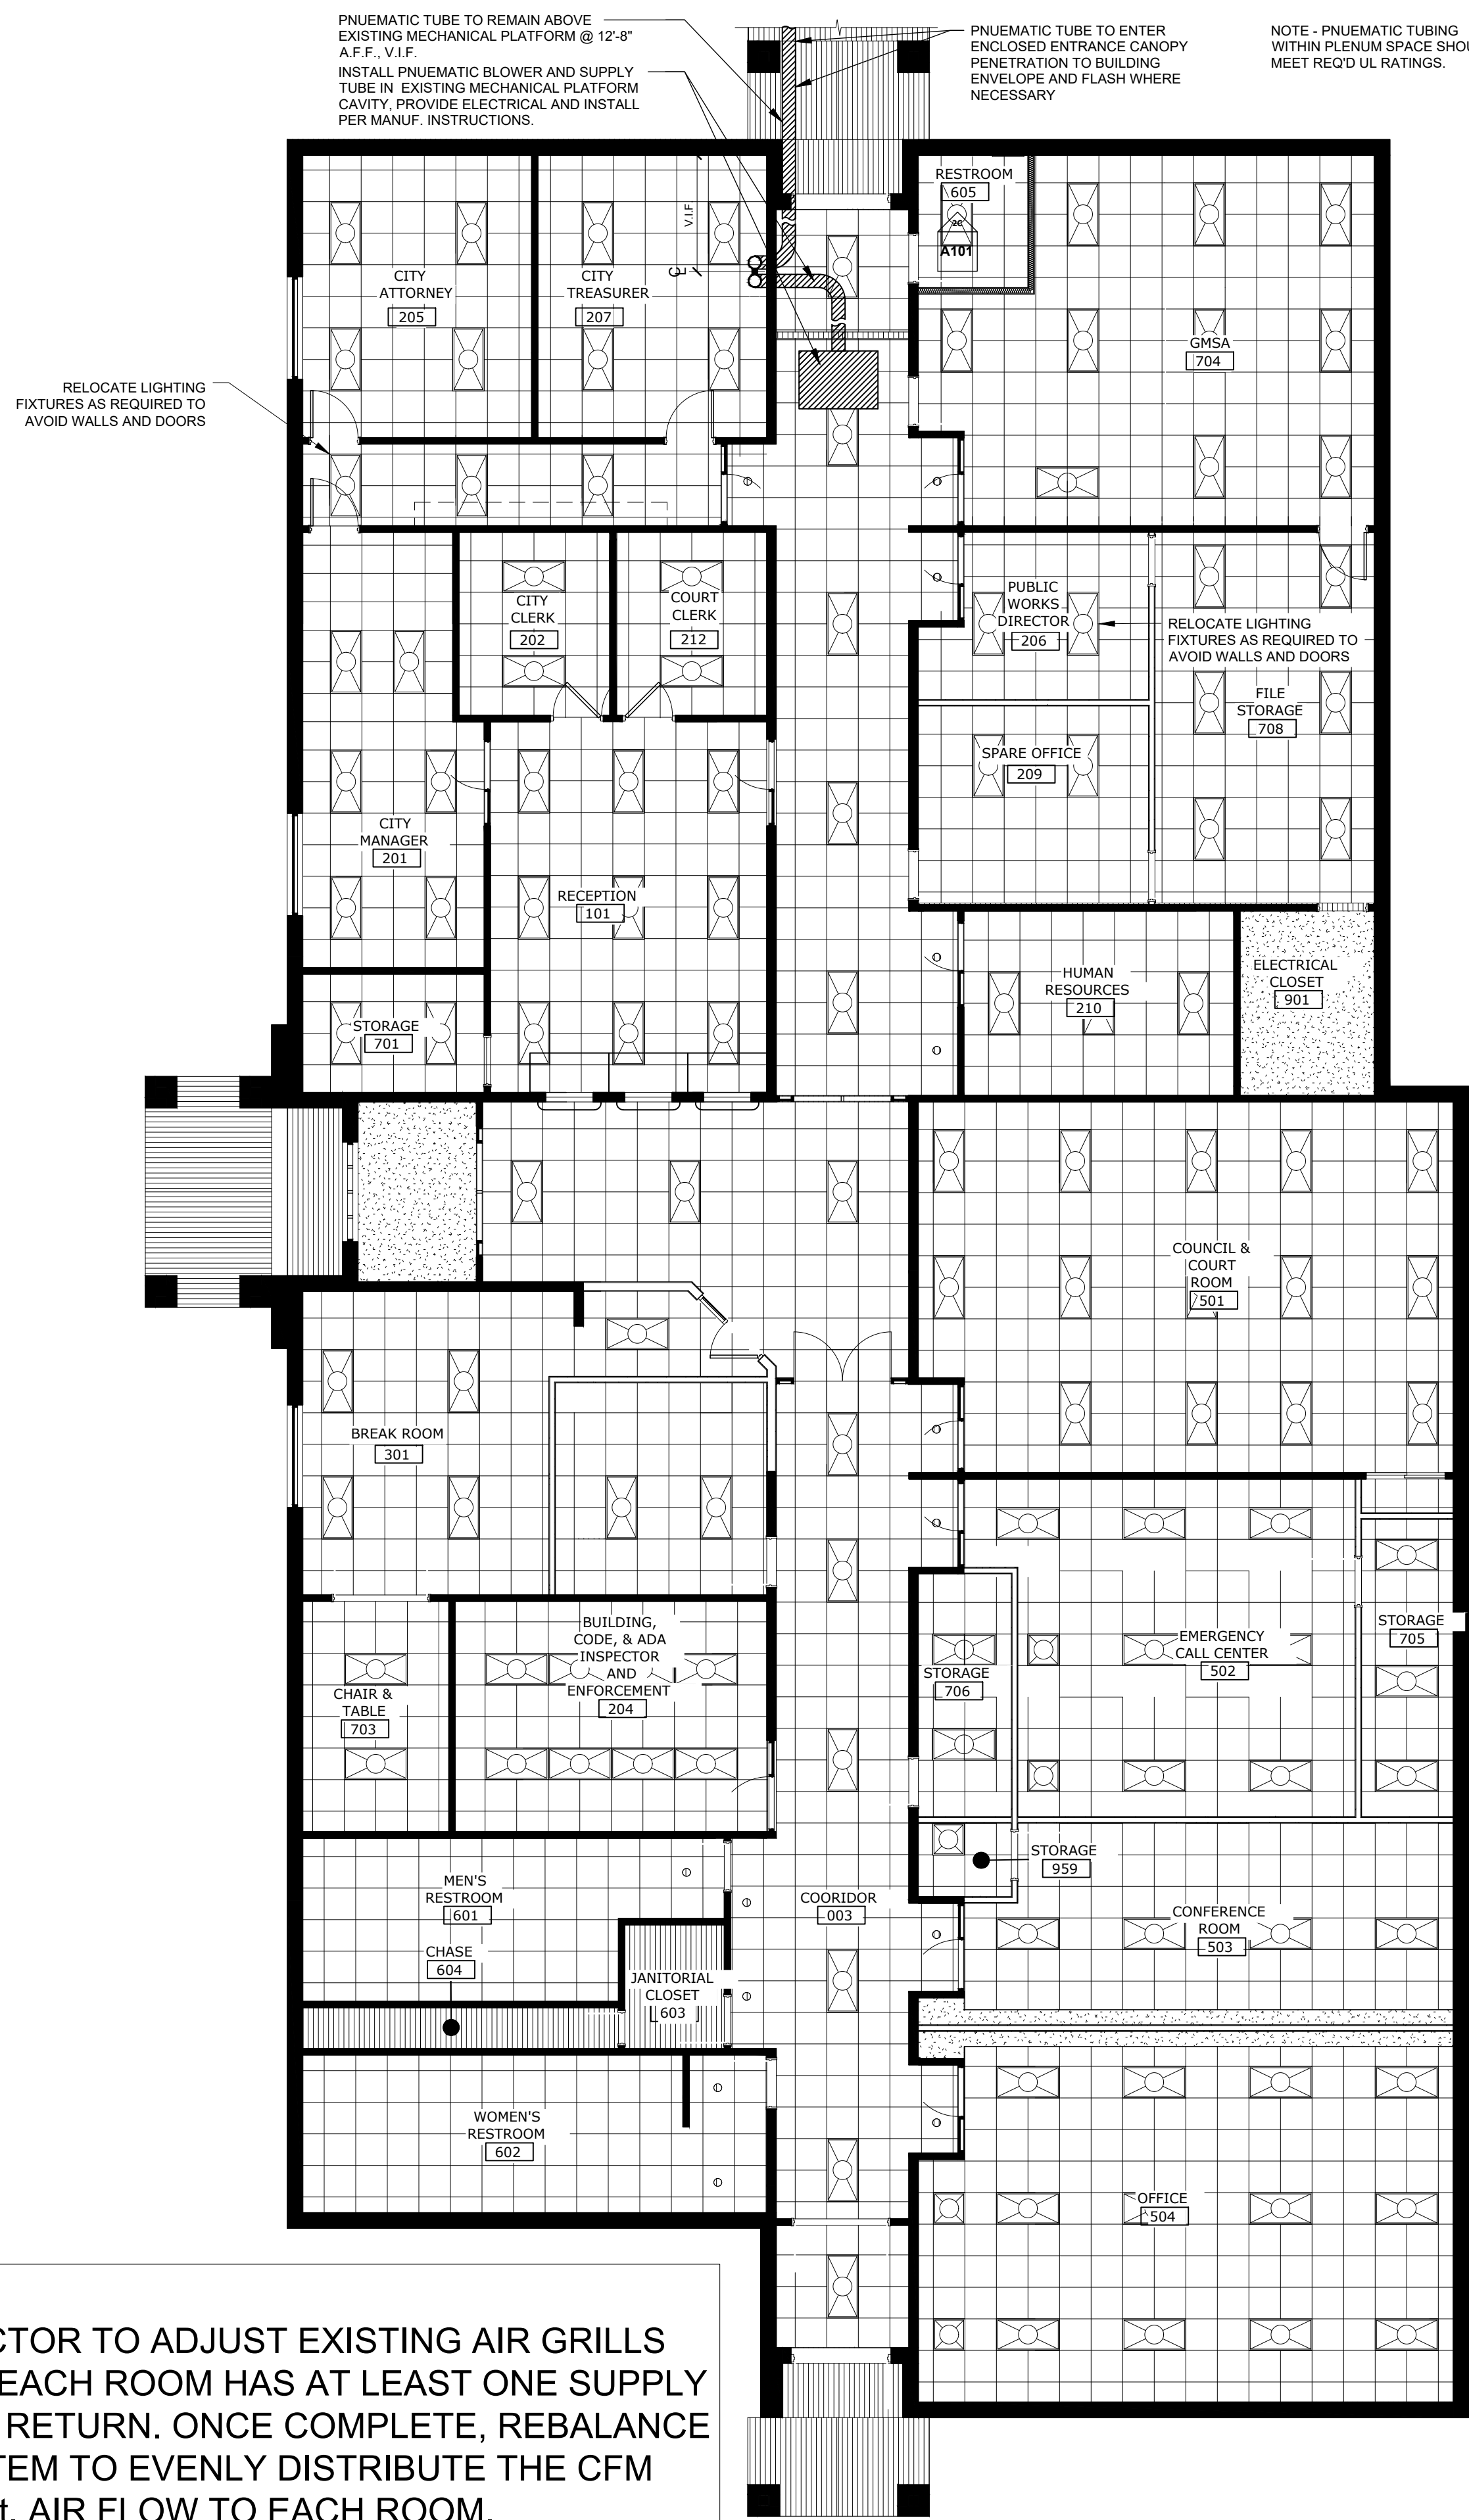 PNUEMATIC TUBE TO REMAIN ABOVE
EXISTING MECHANICAL PLATFORM @ 12'-8"
A.F.F., V.I.F.
INSTALL PNUEMATIC BLOWER AND SUPPLY
TUBE IN EXISTING MECHANICAL PLATFORM
CAVITY, PROVIDE ELECTRICAL AND INSTALL
PER MANUF. INSTRUCTIONS.
PNUEMATIC TUBE TO ENTER
ENCLOSED ENTRANCE CANOPY
PENETRATION TO BUILDING
ENVELOPE AND FLASH WHERE
NECESSARY
NOTE - PNUEMATIC TUBING
WITHIN PLENUM SPACE SHOU
MEET REQ'D UL RATINGS.
RESTROOM
605
2C
A101
V.I.F
CL
CITY
ATTORNEY
205
CITY
TREASURER
207
GMSA
704
RELOCATE LIGHTING
FIXTURES AS REQUIRED TO
AVOID WALLS AND DOORS
CITY
CLERK
202
COURT
CLERK
212
PUBLIC
WORKS
DIRECTOR
206
RELOCATE LIGHTING
FIXTURES AS REQUIRED TO
AVOID WALLS AND DOORS
FILE
STORAGE
708
SPARE OFFICE
209
CITY
MANAGER
201
RECEPTION
101
HUMAN
RESOURCES
210
ELECTRICAL
CLOSET
901
STORAGE
701
COUNCIL &
COURT
ROOM
501
BREAK ROOM
301
BUILDING,
CODE, & ADA
INSPECTOR
AND
ENFORCEMENT
204
CHAIR &
TABLE
703
STORAGE
706
EMERGENCY
CALL CENTER
502
STORAGE
705
STORAGE
959
MEN'S
RESTROOM
601
CHASE
604
JANITORIAL
CLOSET
603
COORIDOR
003
CONFERENCE
ROOM
503
WOMEN'S
RESTROOM
602
OFFICE
504
CTOR TO ADJUST EXISTING AIR GRILLS
EACH ROOM HAS AT LEAST ONE SUPPLY
RETURN. ONCE COMPLETE, REBALANCE
TEM TO EVENLY DISTRIBUTE THE CFM
t. AIR FLOW TO EACH ROOM.